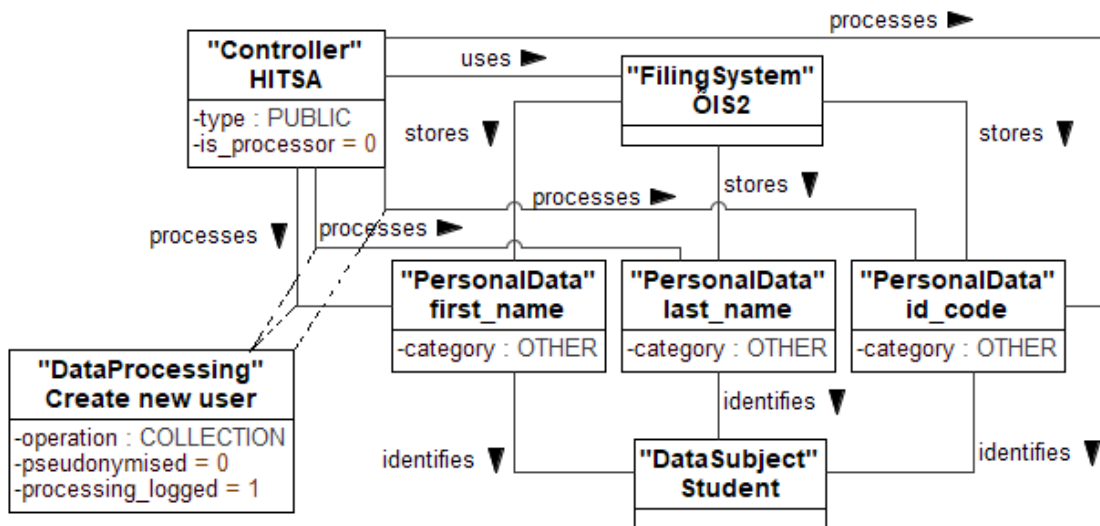 processes ▶
"Controller"
HITSA
-type : PUBLIC
-is_processor = 0
uses ▶
"FilingSystem"
ÕIS2
stores ▼
stores ▼
stores ▼
processes ▶
processes ▼
processes ▶
"PersonalData"
first_name
-category : OTHER
"PersonalData"
last_name
-category : OTHER
"PersonalData"
id_code
-category : OTHER
"DataProcessing"
Create new user
-operation : COLLECTION
-pseudonymised = 0
-processing_logged = 1
identifies ▼
identifies ▼
identifies ▼
"DataSubject"
Student